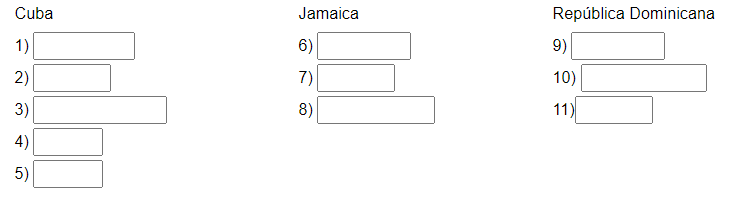 Cuba Jamaica República Dominicana
1) 6) 9)
2) 7) 10)
3) 8) 11)
4)
5)